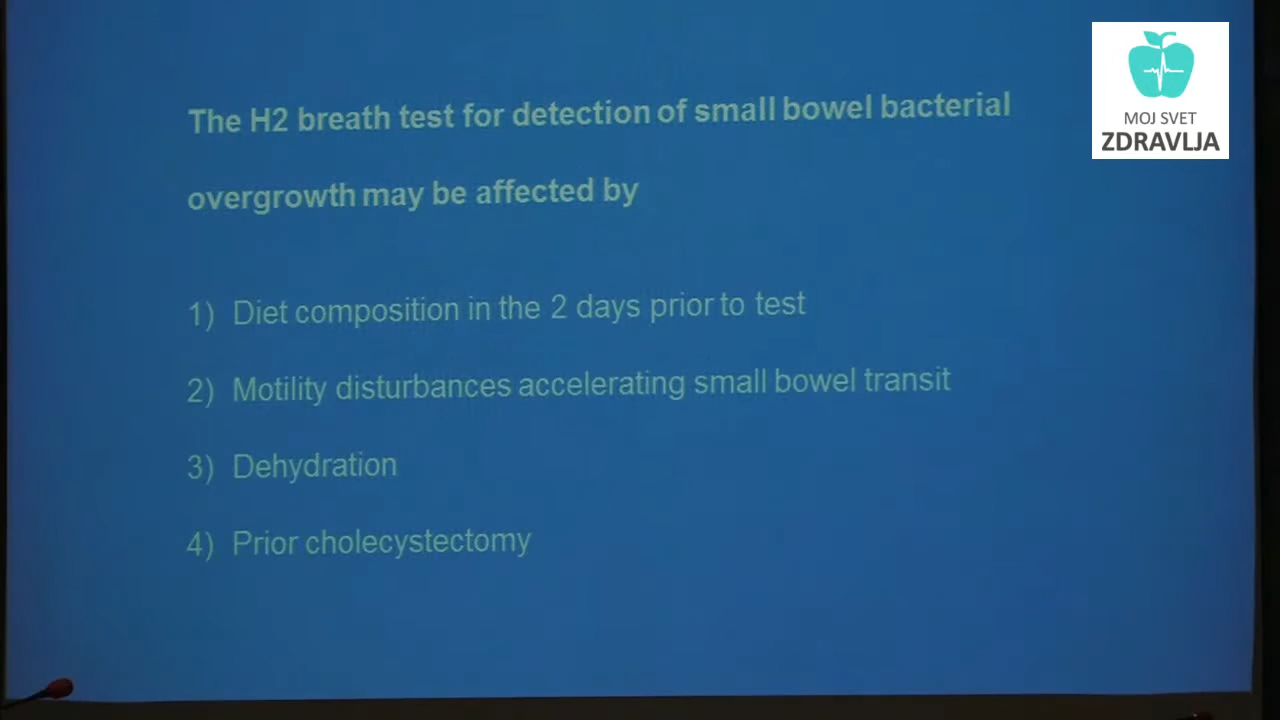 The H2 breath test for detection of small bowel bacterial
overgrowth may be affected by
1) Diet composition in the 2 days prior to test
2) Motility disturbances accelerating small bowel transit
3) Dehydration
4) Prior cholecystectomy
MOJ SVET
ZDRAVLJA